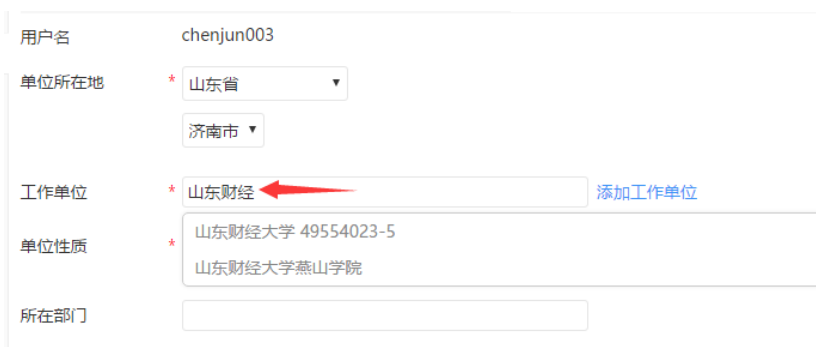 用户名 chenjun003
单位所在地 * 山东省
济南市
工作单位 * 山东财经 添加工作单位
山东财经大学 49554023-5
单位性质 *
山东财经大学燕山学院
所在部门